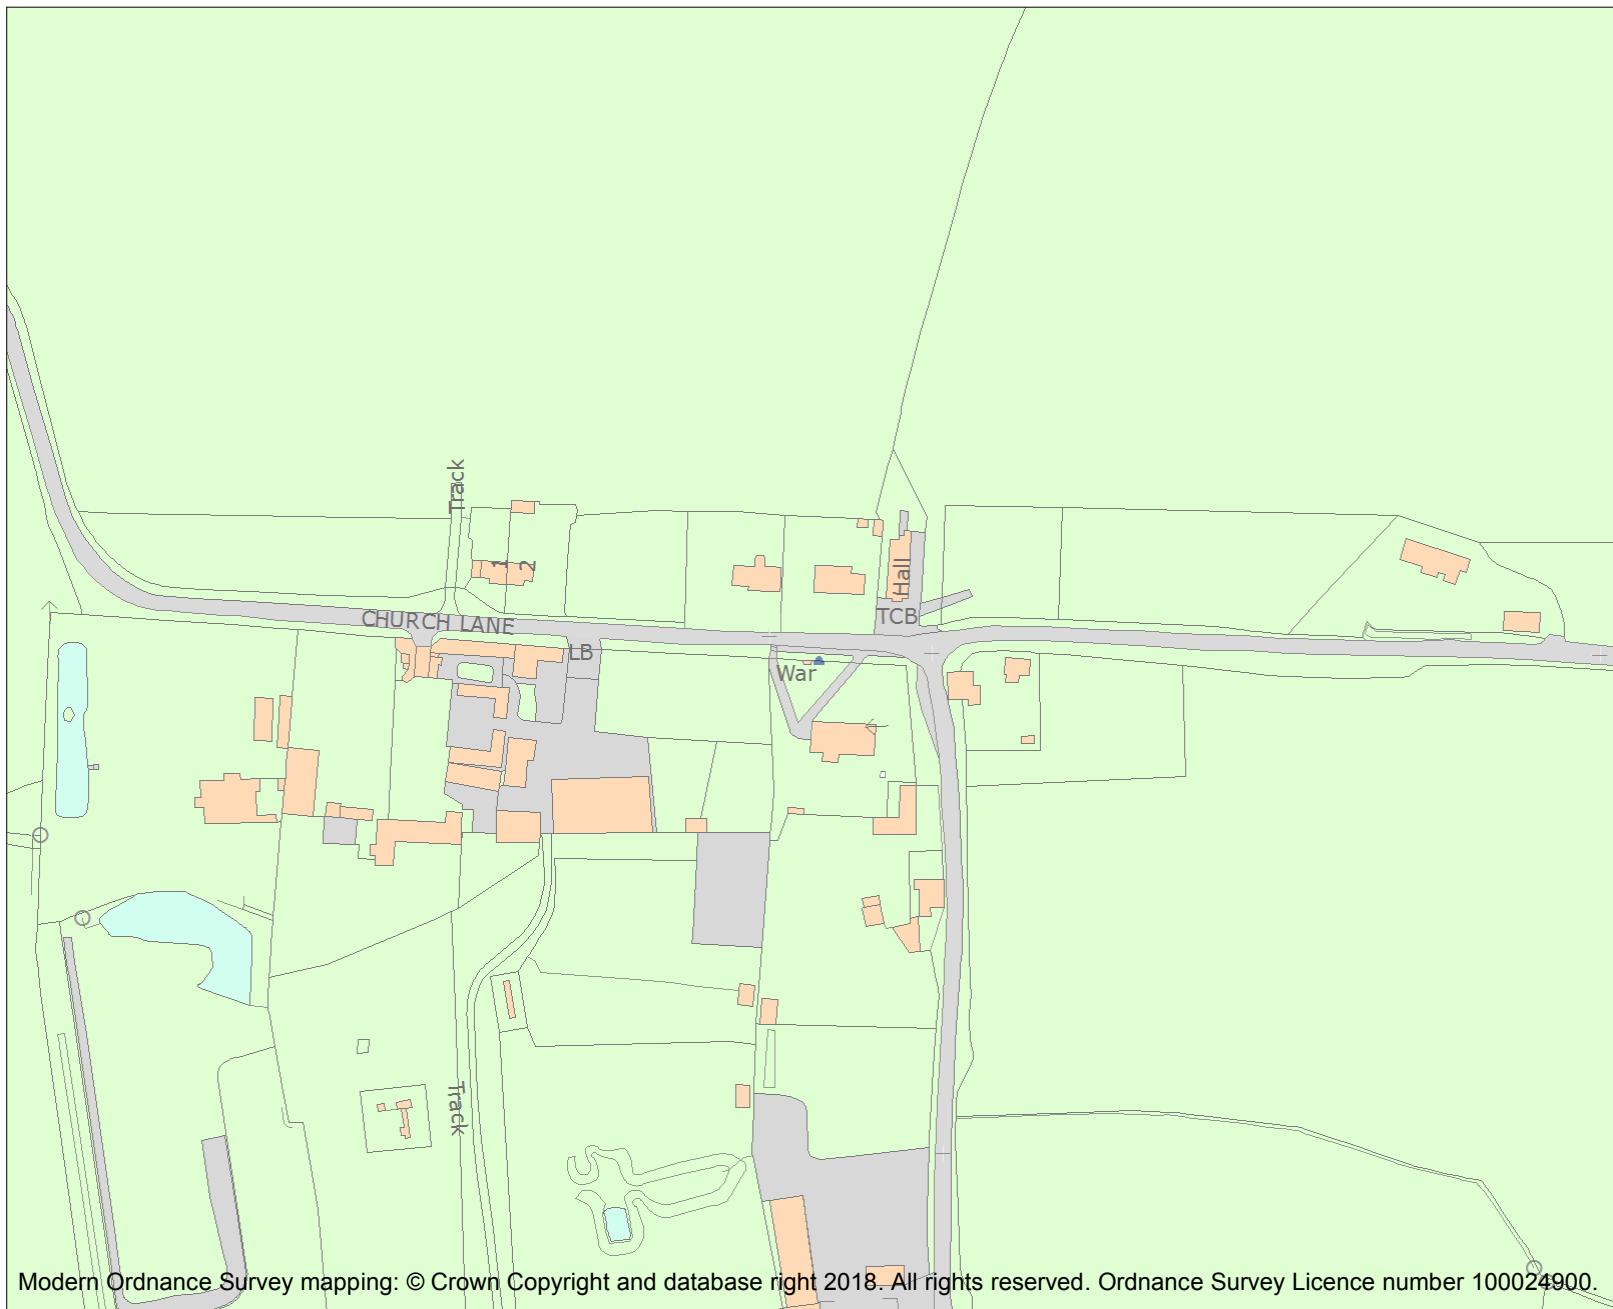 Track
1
2
Hall
TCB
CHURCH LANE
LB
War
Track
Modern Ordnance Survey mapping: © Crown Copyright and database right 2018. All rights reserved. Ordnance Survey Licence number 100024900.